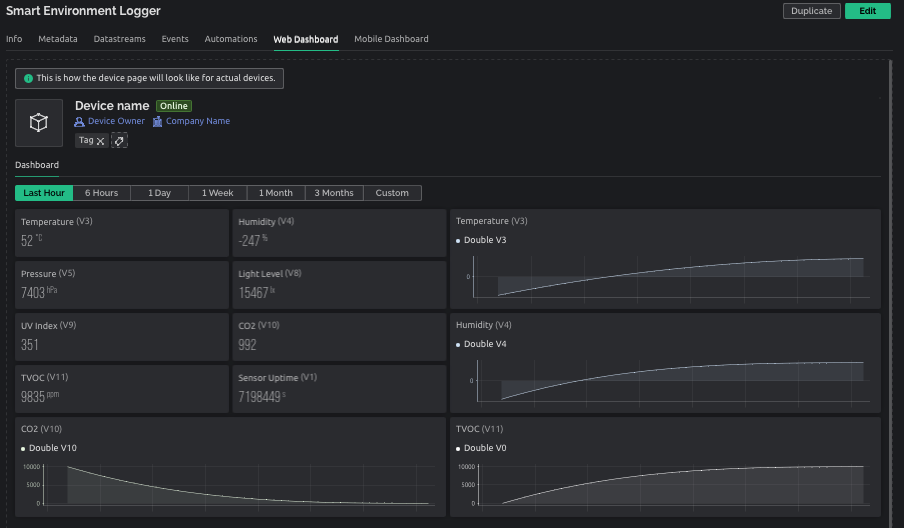 Smart Environment Logger
Duplicate
Edit
Info Metadata Datastreams Events Automations Web Dashboard Mobile Dashboard
This is how the device page will look like for actual devices.
Device name Online
Device Owner Company Name
Tag
Dashboard
Last Hour 6 Hours 1 Day 1 Week 1 Month 3 Months Custom
Temperature (V3)
52 °C
Humidity (V4)
-247 %
Temperature (V3)
Double V3
0
Pressure (V5)
7403 hPa
Light Level (V8)
15467 lx
UV Index (V9)
351
CO2 (V10)
992
Humidity (V4)
Double V4
0
TVOC (V11)
9835 ppm
Sensor Uptime (V1)
7198449 s
CO2 (V10)
Double V10
10000
5000
0
TVOC (V11)
Double V0
10000
5000
0